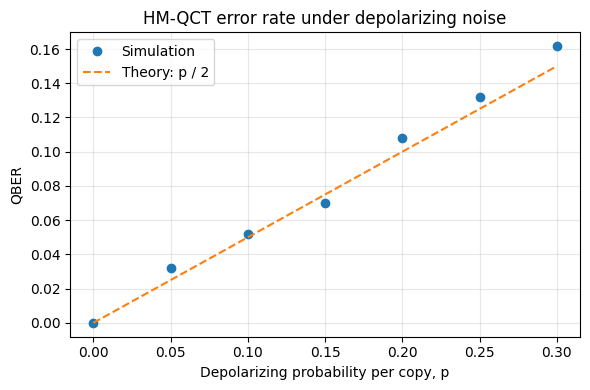 HM-QCT error rate under depolarizing noise
Simulation
Theory: p / 2
QBER
0.16
0.14
0.12
0.10
0.08
0.06
0.04
0.02
0.00
0.00 0.05 0.10 0.15 0.20 0.25 0.30
Depolarizing probability per copy, p